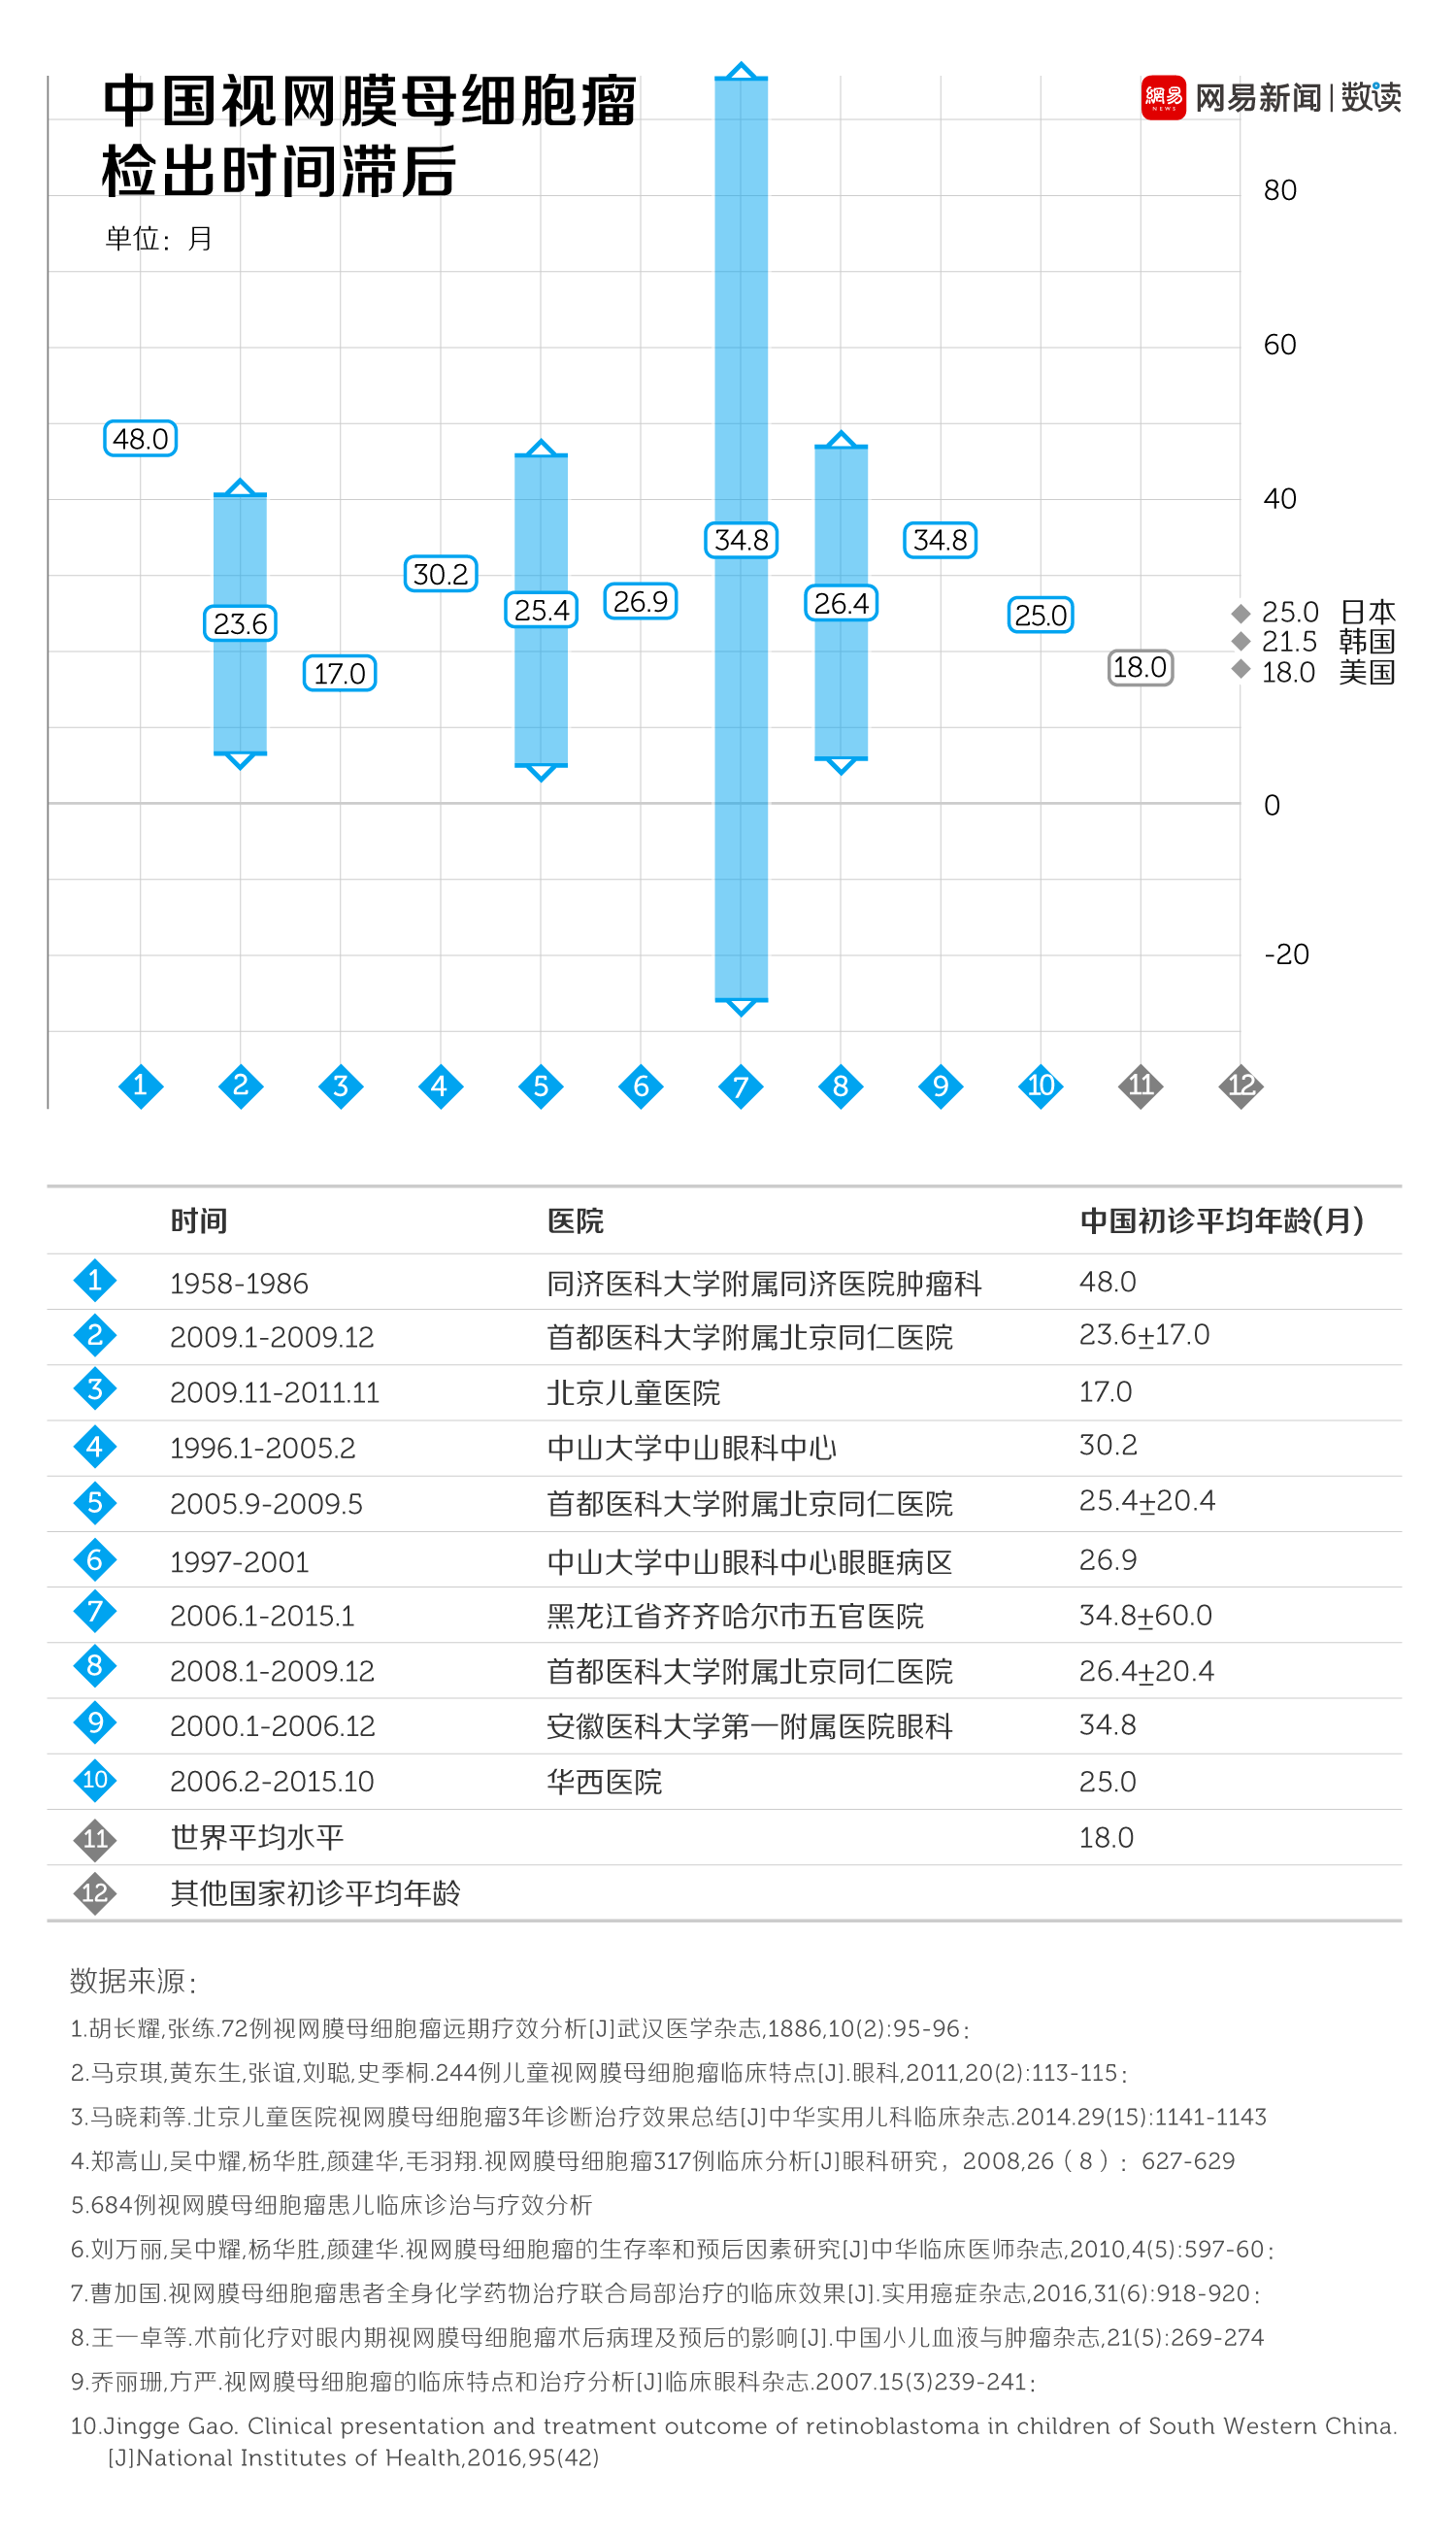 中国视网膜母细胞瘤
检出时间滞后
单位：月
網易
NEWS
网易新闻 | 数读
80
60
40
0
-20
48.0
23.6
17.0
30.2
25.4
26.9
34.8
26.4
34.8
25.0
18.0
25.0 日本
21.5 韩国
18.0 美国
1 2 3 4 5 6 7 8 9 10 11 12
时间 医院 中国初诊平均年龄(月)
1 1958-1986 同济医科大学附属同济医院肿瘤科 48.0
2 2009.1-2009.12 首都医科大学附属北京同仁医院 23.6±17.0
3 2009.11-2011.11 北京儿童医院 17.0
4 1996.1-2005.2 中山大学中山眼科中心 30.2
5 2005.9-2009.5 首都医科大学附属北京同仁医院 25.4±20.4
6 1997-2001 中山大学中山眼科中心眼眶病区 26.9
7 2006.1-2015.1 黑龙江省齐齐哈尔市五官医院 34.8±60.0
8 2008.1-2009.12 首都医科大学附属北京同仁医院 26.4±20.4
9 2000.1-2006.12 安徽医科大学第一附属医院眼科 34.8
10 2006.2-2015.10 华西医院 25.0
11 世界平均水平 18.0
12 其他国家初诊平均年龄
数据来源：
1.胡长耀,张练.72例视网膜母细胞瘤远期疗效分析[J]武汉医学杂志,1886,10(2):95-96；
2.马京琪,黄东生,张谊,刘聪,史季桐.244例儿童视网膜母细胞瘤临床特点[J].眼科,2011,20(2):113-115；
3.马晓莉等.北京儿童医院视网膜母细胞瘤3年诊断治疗效果总结[J]中华实用儿科临床杂志.2014.29(15):1141-1143
4.郑嵩山,吴中耀,杨华胜,颜建华,毛羽翔.视网膜母细胞瘤317例临床分析[J]眼科研究，2008,26（8）：627-629
5.684例视网膜母细胞瘤患儿临床诊治与疗效分析
6.刘万丽,吴中耀,杨华胜,颜建华.视网膜母细胞瘤的生存率和预后因素研究[J]中华临床医师杂志,2010,4(5):597-60；
7.曹加国.视网膜母细胞瘤患者全身化学药物治疗联合局部治疗的临床效果[J].实用癌症杂志,2016,31(6):918-920；
8.王一卓等.术前化疗对眼内期视网膜母细胞瘤术后病理及预后的影响[J].中国小儿血液与肿瘤杂志,21(5):269-274
9.乔丽珊,方严.视网膜母细胞瘤的临床特点和治疗分析[J]临床眼科杂志.2007.15(3)239-241；
10.Jingge Gao. Clinical presentation and treatment outcome of retinoblastoma in children of South Western China.
[J]National Institutes of Health,2016,95(42)